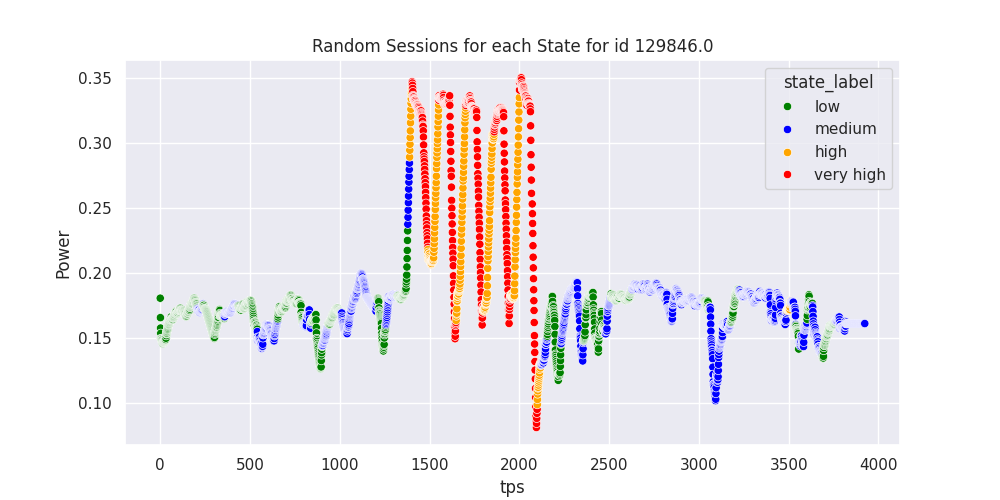 Random Sessions for each State for id 129846.0
0.35
0.30
0.25
0.20
0.15
0.10
Power
state_label
low
medium
high
very high
0
500
1000
1500
2000
2500
3000
3500
4000
tps